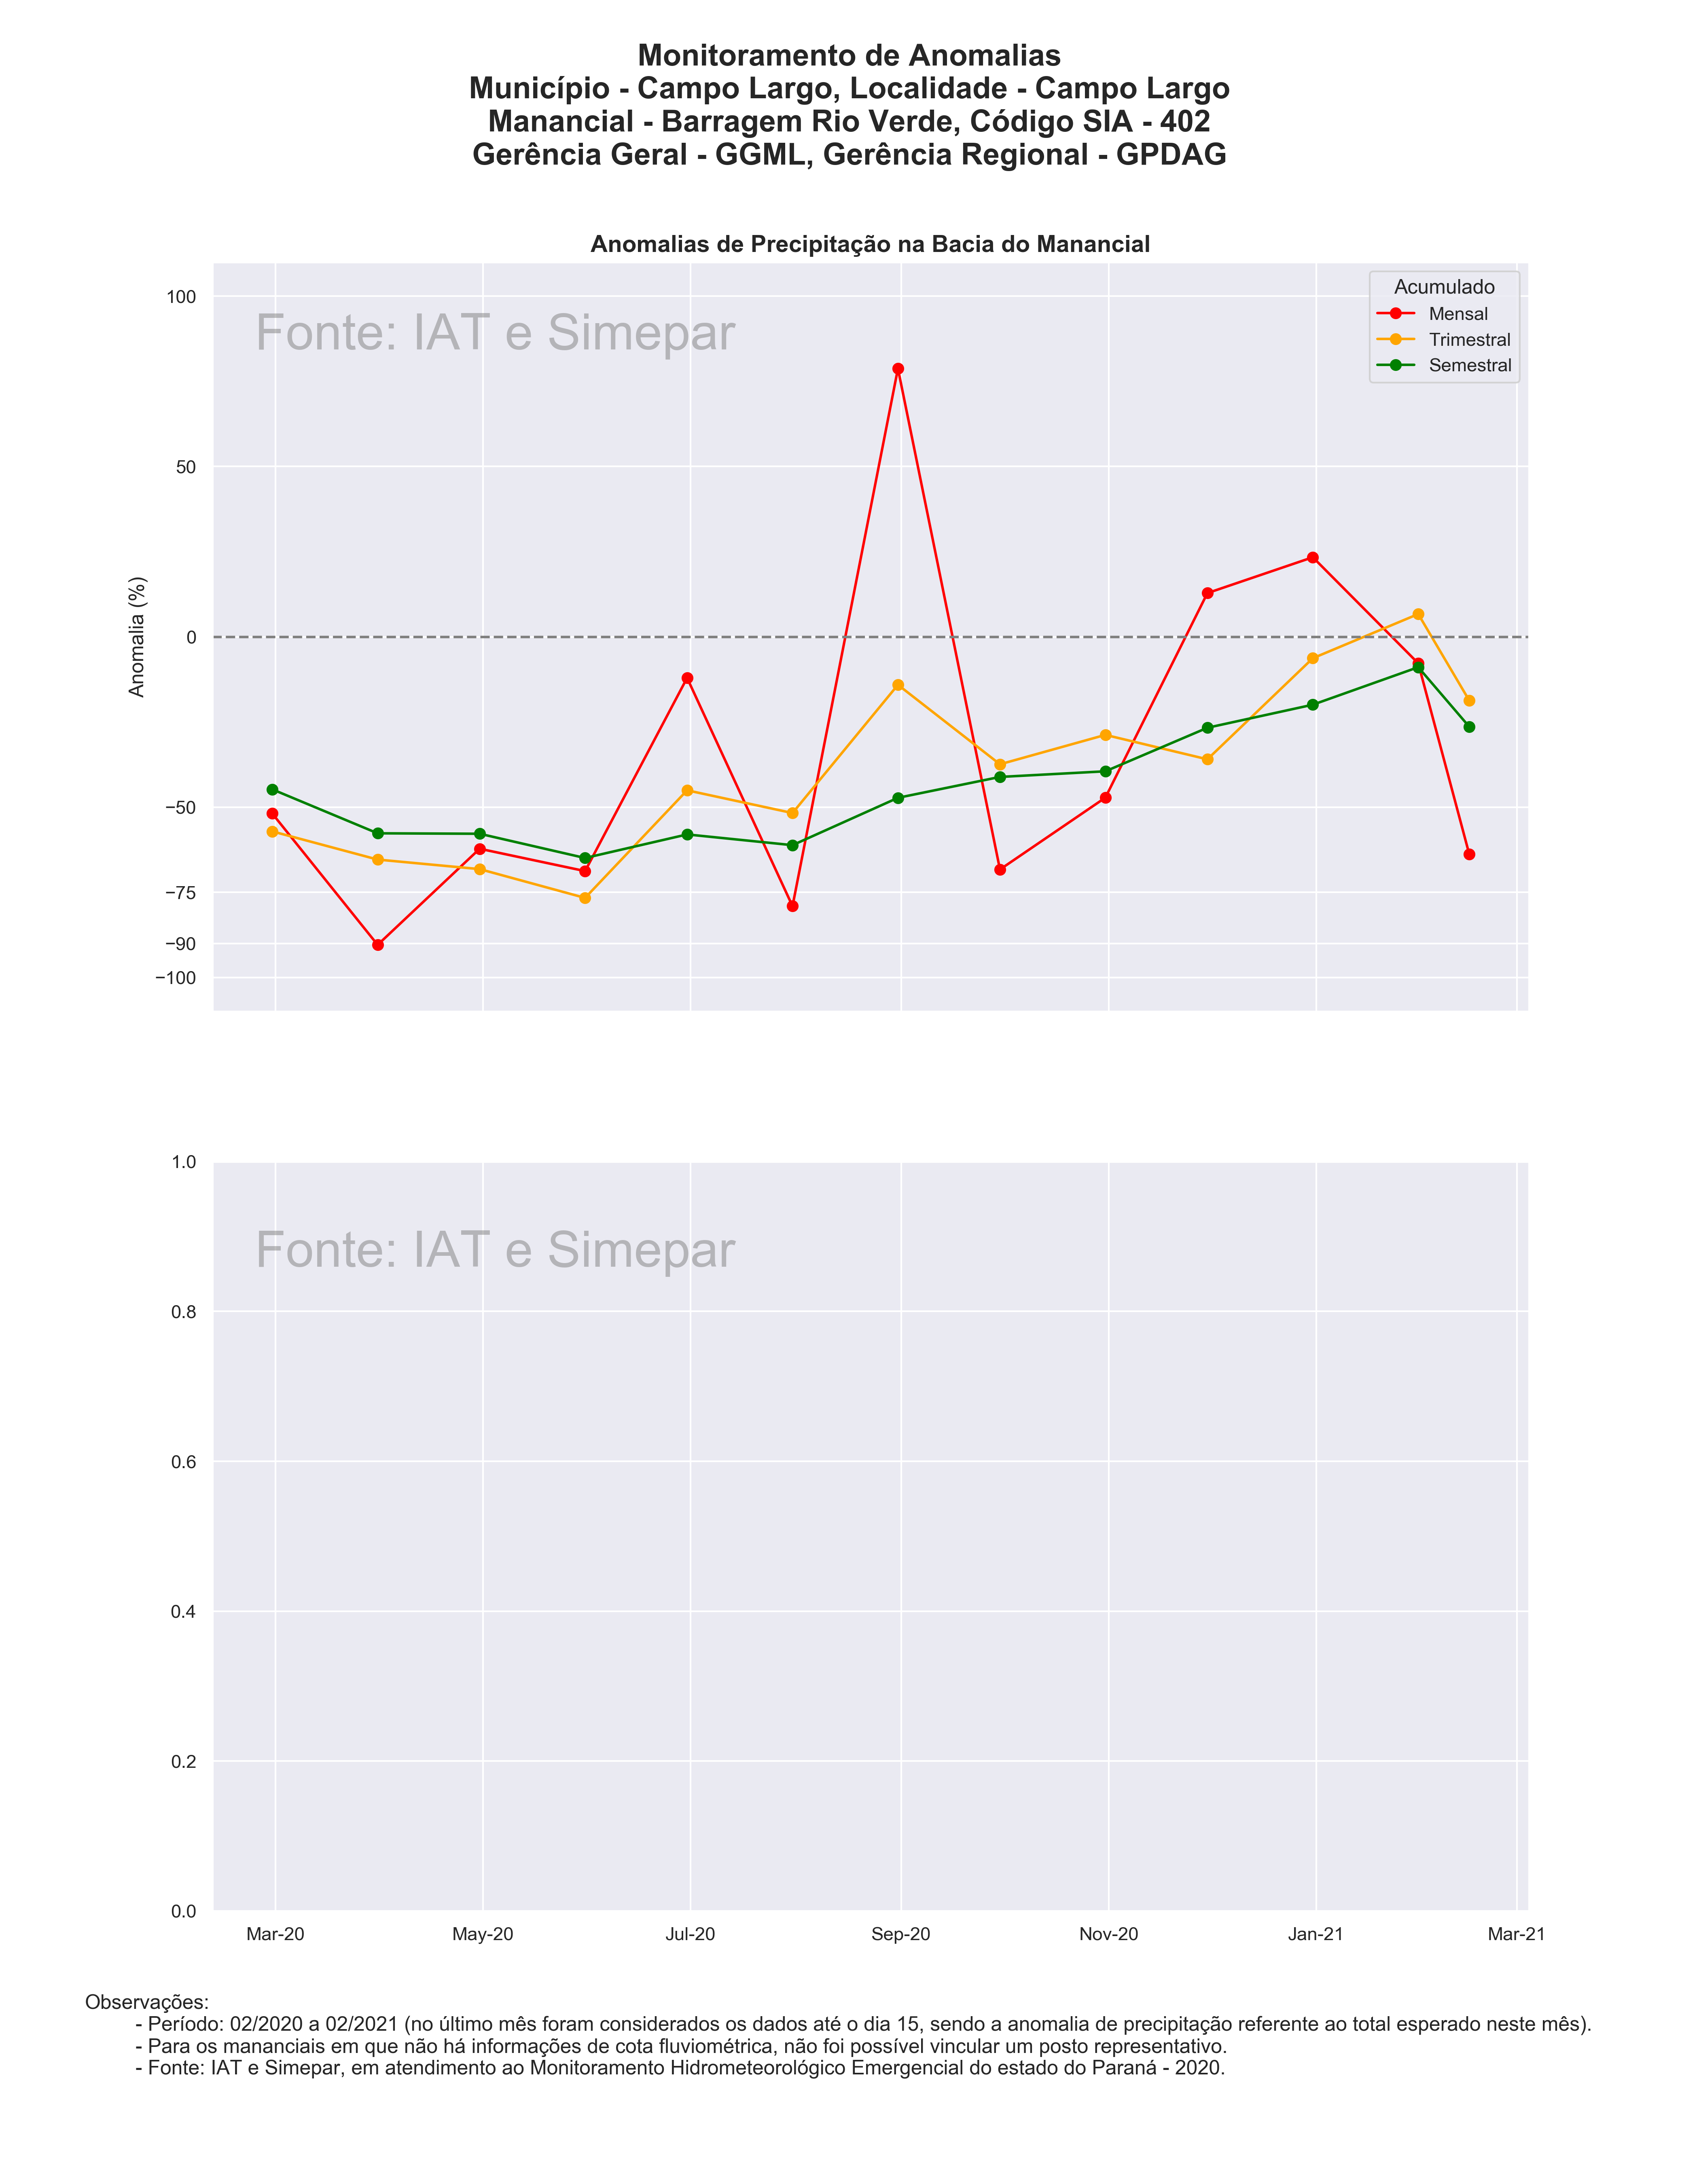 Monitoramento de Anomalias
Município - Campo Largo, Localidade - Campo Largo
Manancial - Barragem Rio Verde, Código SIA - 402
Gerência Geral - GGML, Gerência Regional - GPDAG
Anomalias de Precipitação na Bacia do Manancial
Fonte: IAT e Simepar
Acumulado
Mensal
Trimestral
Semestral
Anomalia (%)
100
50
0
−50
−75
−90
−100
Fonte: IAT e Simepar
1.0
0.8
0.6
0.4
0.2
0.0
Mar-20 May-20 Jul-20 Sep-20 Nov-20 Jan-21 Mar-21
Observações:
- Período: 02/2020 a 02/2021 (no último mês foram considerados os dados até o dia 15, sendo a anomalia de precipitação referente ao total esperado neste mês).
- Para os mananciais em que não há informações de cota fluviométrica, não foi possível vincular um posto representativo.
- Fonte: IAT e Simepar, em atendimento ao Monitoramento Hidrometeorológico Emergencial do estado do Paraná - 2020.